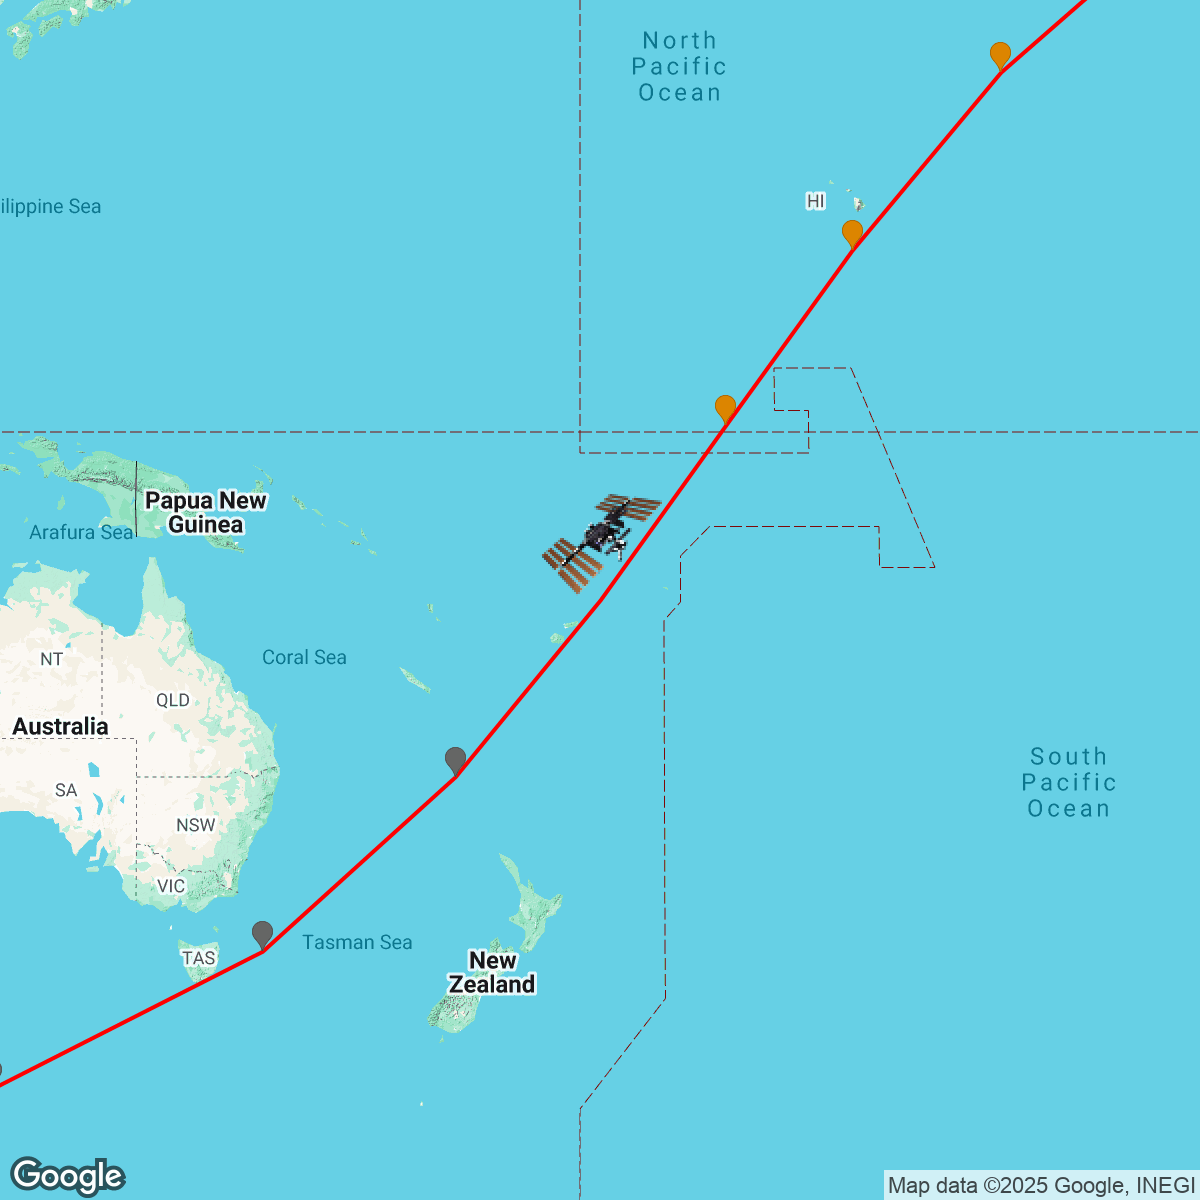 North
Pacific
Ocean
ilippine Sea
HI
Papua New
Guinea
Arafura Sea
NT
Coral Sea
QLD
Australia
South
Pacific
Ocean
SA
NSW
VIC
Tasman Sea
TAS
New
Zealand
Google
Map data ©2025 Google, INEGI